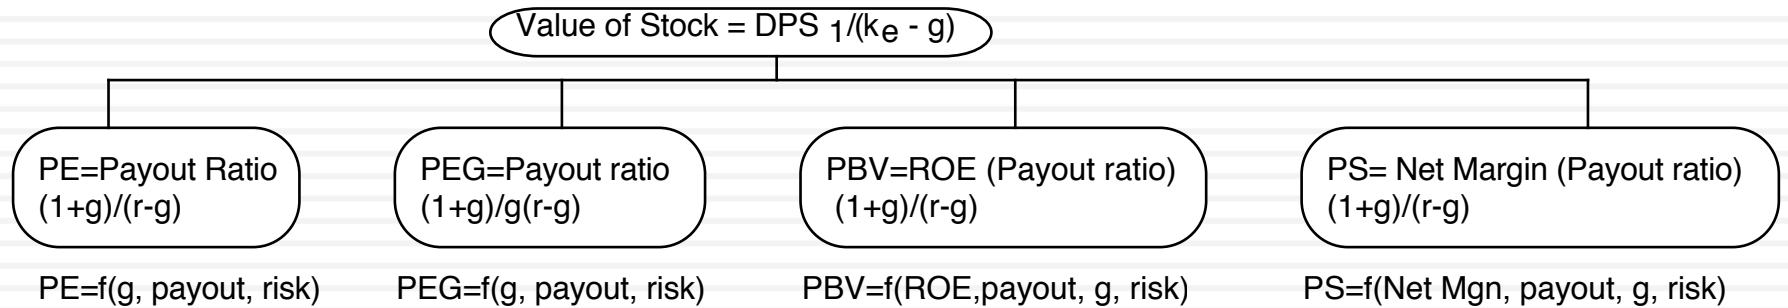 Value of Stock = DPS 1/(ke - g)
PE=Payout Ratio
(1+g)/(r-g)
PEG=Payout ratio
(1+g)/g(r-g)
PBV=ROE (Payout ratio)
(1+g)/(r-g)
PS= Net Margin (Payout ratio)
(1+g)/(r-g)
PE=f(g, payout, risk)
PEG=f(g, payout, risk)
PBV=f(ROE,payout, g, risk)
PS=f(Net Mgn, payout, g, risk)